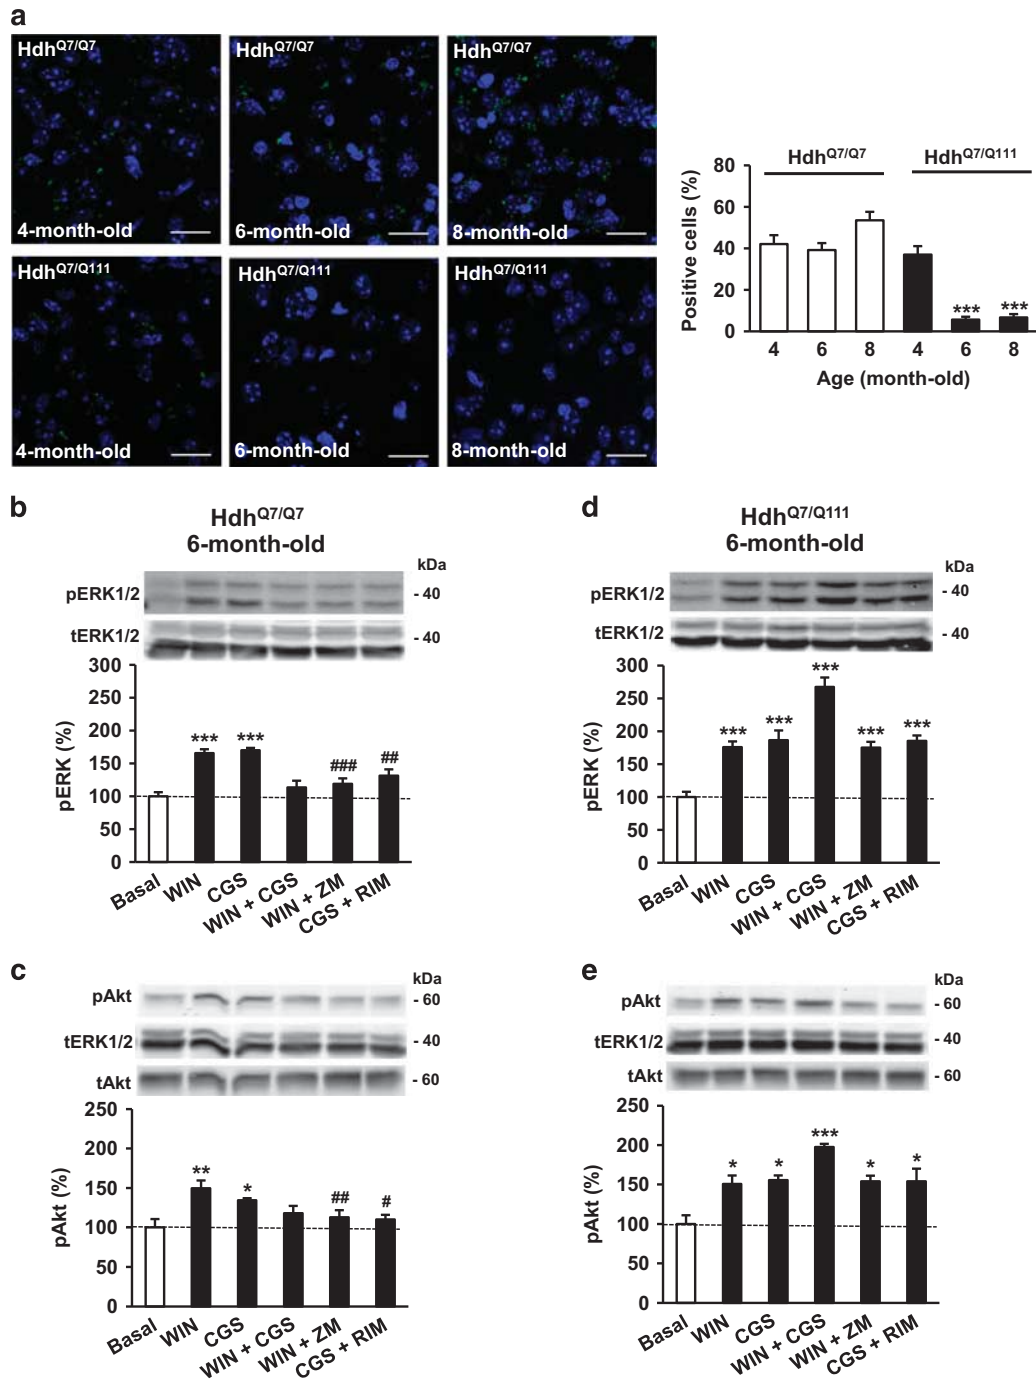 a
Hdh^Q7/Q7
4-month-old
Hdh^Q7/Q7
6-month-old
Hdh^Q7/Q7
8-month-old
Hdh^Q7/Q111
4-month-old
Hdh^Q7/Q111
6-month-old
Hdh^Q7/Q111
8-month-old
Hdh^Q7/Q7 Hdh^Q7/Q111
Positive cells (%)
80
60
40
20
0
*** ***
4 6 8 4 6 8
Age (month-old)
b
Hdh^Q7/Q7
6-month-old
kDa
pERK1/2 - 40
tERK1/2 - 40
pERK (%)
300
250
200
150
100
50
0
*** *** ### ##
Basal WIN CGS WIN + CGS WIN + ZM CGS + RIM
d
Hdh^Q7/Q111
6-month-old
kDa
pERK1/2 - 40
tERK1/2 - 40
pERK (%)
300
250
200
150
100
50
0
*** *** *** *** ***
Basal WIN CGS WIN + CGS WIN + ZM CGS + RIM
c
kDa
pAkt - 60
tERK1/2 - 40
tAkt - 60
pAkt (%)
250
200
150
100
50
0
** * ## #
Basal WIN CGS WIN + CGS WIN + ZM CGS + RIM
e
kDa
pAkt - 60
tERK1/2 - 40
tAkt - 60
pAkt (%)
250
200
150
100
50
0
* * *** * *
Basal WIN CGS WIN + CGS WIN + ZM CGS + RIM